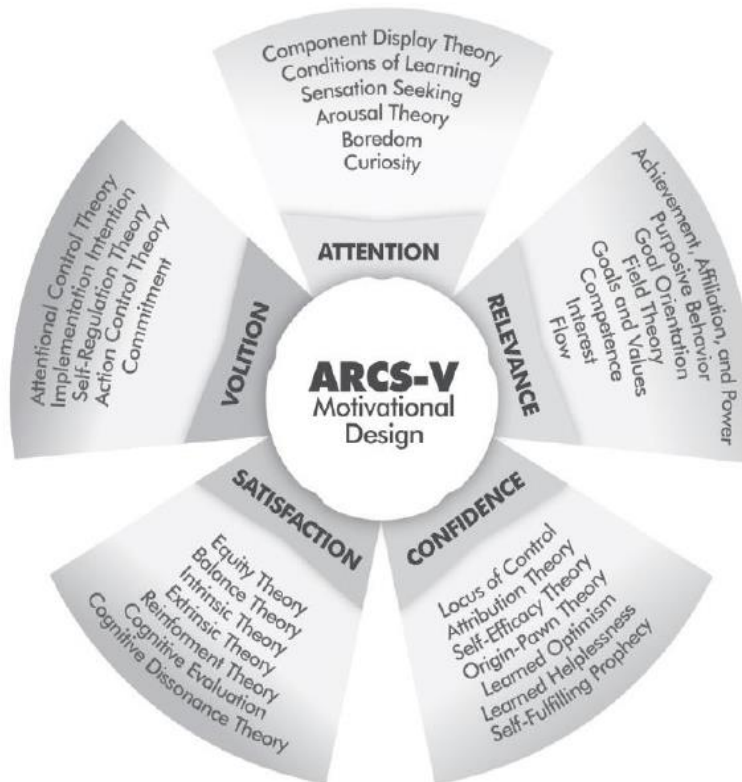 Component Display Theory
Conditions of Learning
Sensation Seeking
Arousal Theory
Boredom
Curiosity
ATTENTION
Achievement, Affiliation, and Power
Purposive Behavior
Goal Orientation
Field Theory
Goals and Values
Competence
Interest
Flow
RELEVANCE
Locus of Control
Attribution Theory
Self-Efficacy Theory
Origin-Pawn Theory
Learned Optimism
Learned Helplessness
Self-Fulfilling Prophecy
CONFIDENCE
Equity Theory
Balance Theory
Intrinsic Theory
Extrinsic Theory
Reinforment Theory
Cognitive Evaluation
Cognitive Dissonance Theory
SATISFACTION
Attentional Control Theory
Implementation Intention
Self-Regulation Theory
Action Control Theory
Commitment
VOLITION
ARCS-V
Motivational
Design